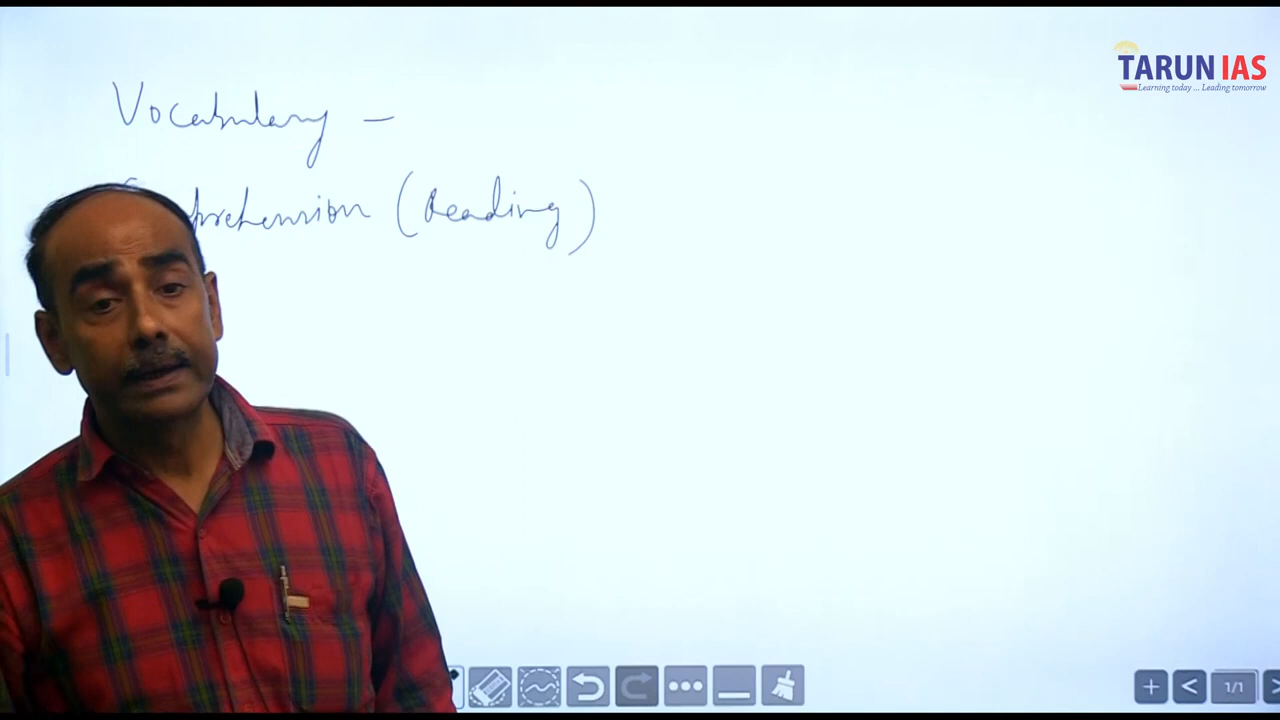 TARUN IAS
Learning today ... Leading tomorrow
Vocabulary –
prehension (Reading)
1/1